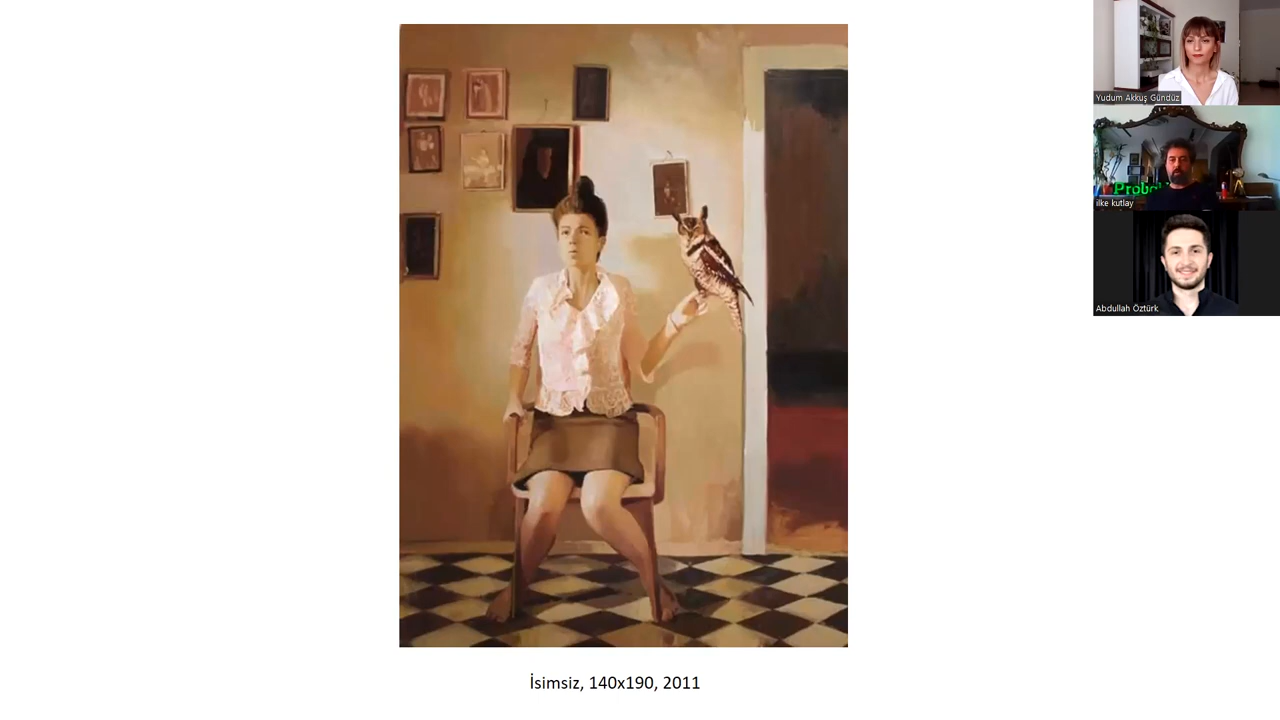 Yudum Akkuş Gündüz
ilke kutlay
Abdullah Öztürk
İsimsiz, 140x190, 2011